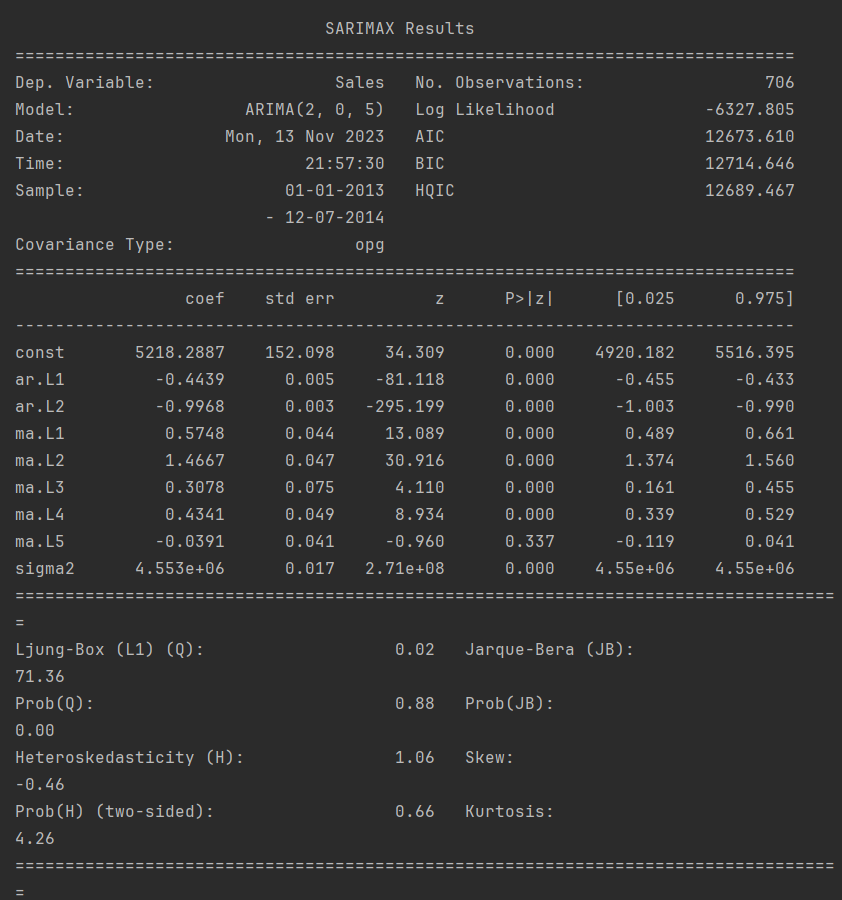 SARIMAX Results
==============================================================================
Dep. Variable:                  Sales   No. Observations:                  706
Model:                 ARIMA(2, 0, 5)   Log Likelihood               -6327.805
Date:                Mon, 13 Nov 2023   AIC                          12673.610
Time:                        21:57:30   BIC                          12714.646
Sample:                    01-01-2013   HQIC                         12689.467
                         - 12-07-2014
Covariance Type:                  opg
==============================================================================
                 coef    std err          z      P>|z|      [0.025      0.975]
------------------------------------------------------------------------------
const       5218.2887    152.098     34.309      0.000    4920.182    5516.395
ar.L1         -0.4439      0.005    -81.118      0.000      -0.455      -0.433
ar.L2         -0.9968      0.003   -295.199      0.000      -1.003      -0.990
ma.L1          0.5748      0.044     13.089      0.000       0.489       0.661
ma.L2          1.4667      0.047     30.916      0.000       1.374       1.560
ma.L3          0.3078      0.075      4.110      0.000       0.161       0.455
ma.L4          0.4341      0.049      8.934      0.000       0.339       0.529
ma.L5         -0.0391      0.041     -0.960      0.337      -0.119       0.041
sigma2      4.553e+06      0.017   2.71e+08      0.000    4.55e+06    4.55e+06
==================================================================================
=
Ljung-Box (L1) (Q):                   0.02   Jarque-Bera (JB):
71.36
Prob(Q):                              0.88   Prob(JB):
0.00
Heteroskedasticity (H):               1.06   Skew:
-0.46
Prob(H) (two-sided):                  0.66   Kurtosis:
4.26
==================================================================================
=